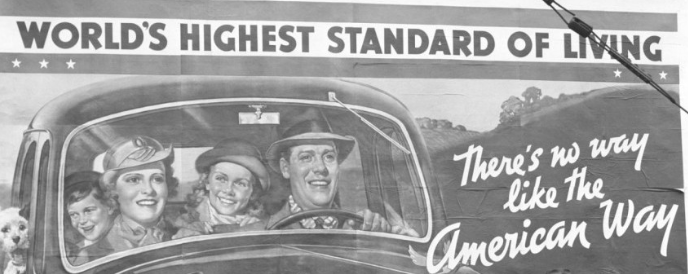 WORLD'S HIGHEST STANDARD OF LIVING
There's no way
like the
American Way